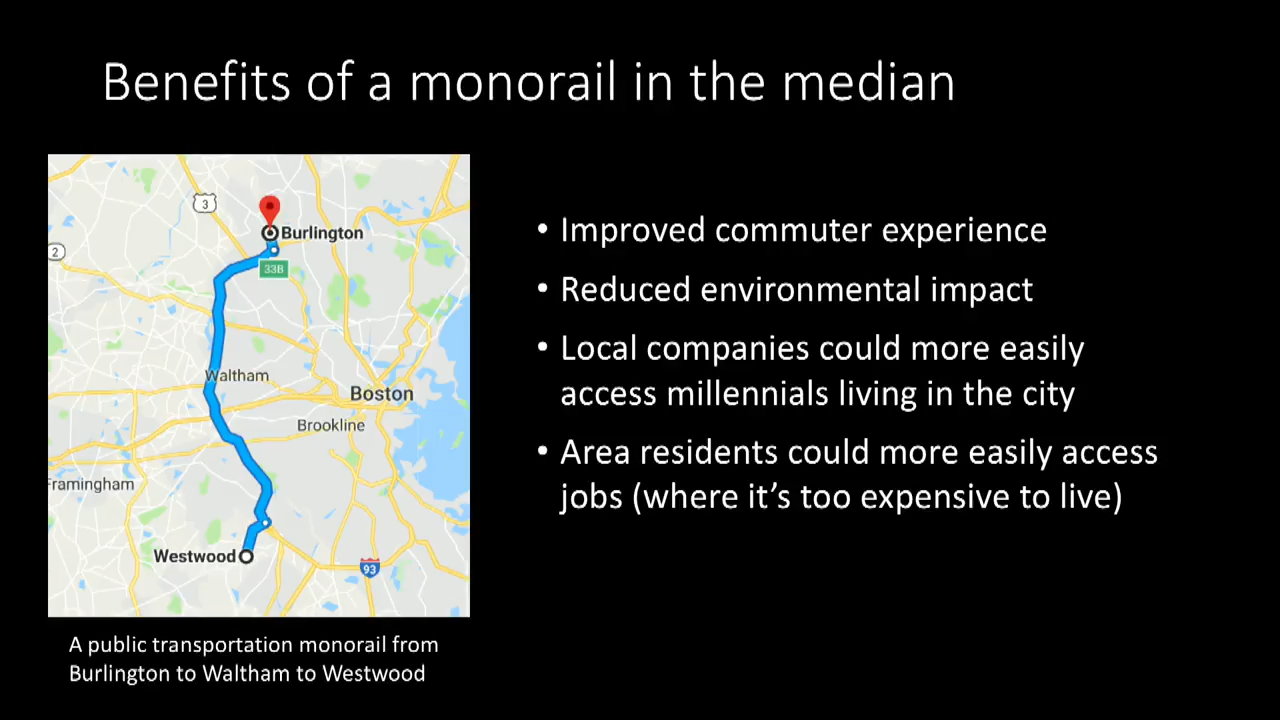 Benefits of a monorail in the median
3
Burlington
2
33B
Waltham
Boston
Brookline
Framingham
Westwood
93
A public transportation monorail from
Burlington to Waltham to Westwood
• Improved commuter experience
• Reduced environmental impact
• Local companies could more easily
access millennials living in the city
• Area residents could more easily access
jobs (where it's too expensive to live)